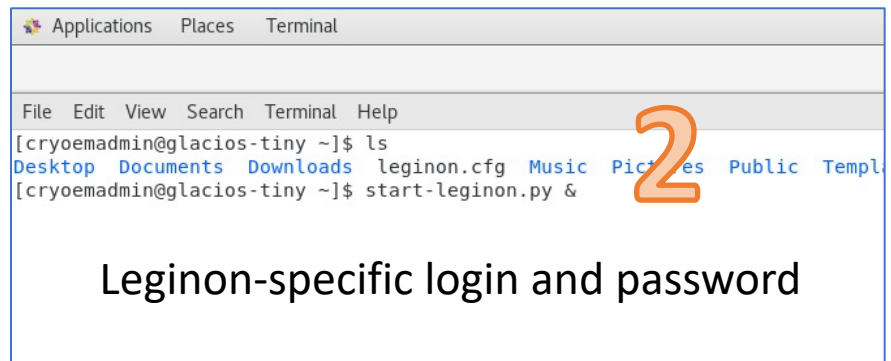 Applications Places Terminal
File Edit View Search Terminal Help
[cryoemadmin@glacios-tiny ~]$ ls
Desktop Documents Downloads leginon.cfg Music Public
[cryoemadmin@glacios-tiny ~]$ start-leginon.py &
2
Leginon-specific login and password